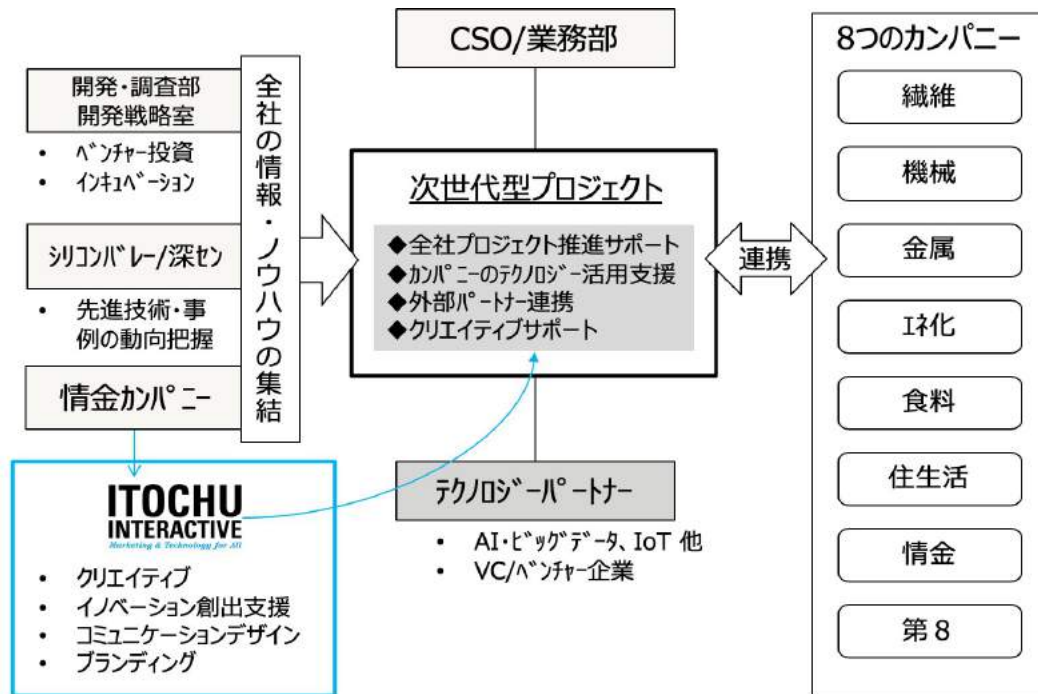 CSO/業務部
開発・調査部
開発戦略室
• ﾍﾞﾝﾁｬｰ投資
• ｲﾝｷｭﾍﾞｰｼｮﾝ
ｼﾘｺﾝﾊﾞﾚｰ/深セン
• 先進技術・事
例の動向把握
情金ｶﾝﾊﾟﾆｰ
全社の情報・ノウハウの集結
次世代型プロジェクト
◆全社ﾌﾟﾛｼﾞｪｸﾄ推進サポート
◆ｶﾝﾊﾟﾆｰのﾃｸﾉﾛｼﾞｰ活用支援
◆外部ﾊﾟｰﾄﾅｰ連携
◆クリエイティブサポート
連携
ITOCHU
INTERACTIVE
Marketing & Technology for All
• クリエイティブ
• イノベーション創出支援
• コミュニケーションデザイン
• ブランディング
ﾃｸﾉﾛｼﾞｰﾊﾟｰﾄﾅｰ
• AI・ﾋﾞｯｸﾞﾃﾞｰﾀ、IoT 他
• VC/ﾍﾞﾝﾁｬｰ企業
8つのカンパニー
繊維
機械
金属
ｴﾈ化
食料
住生活
情金
第８